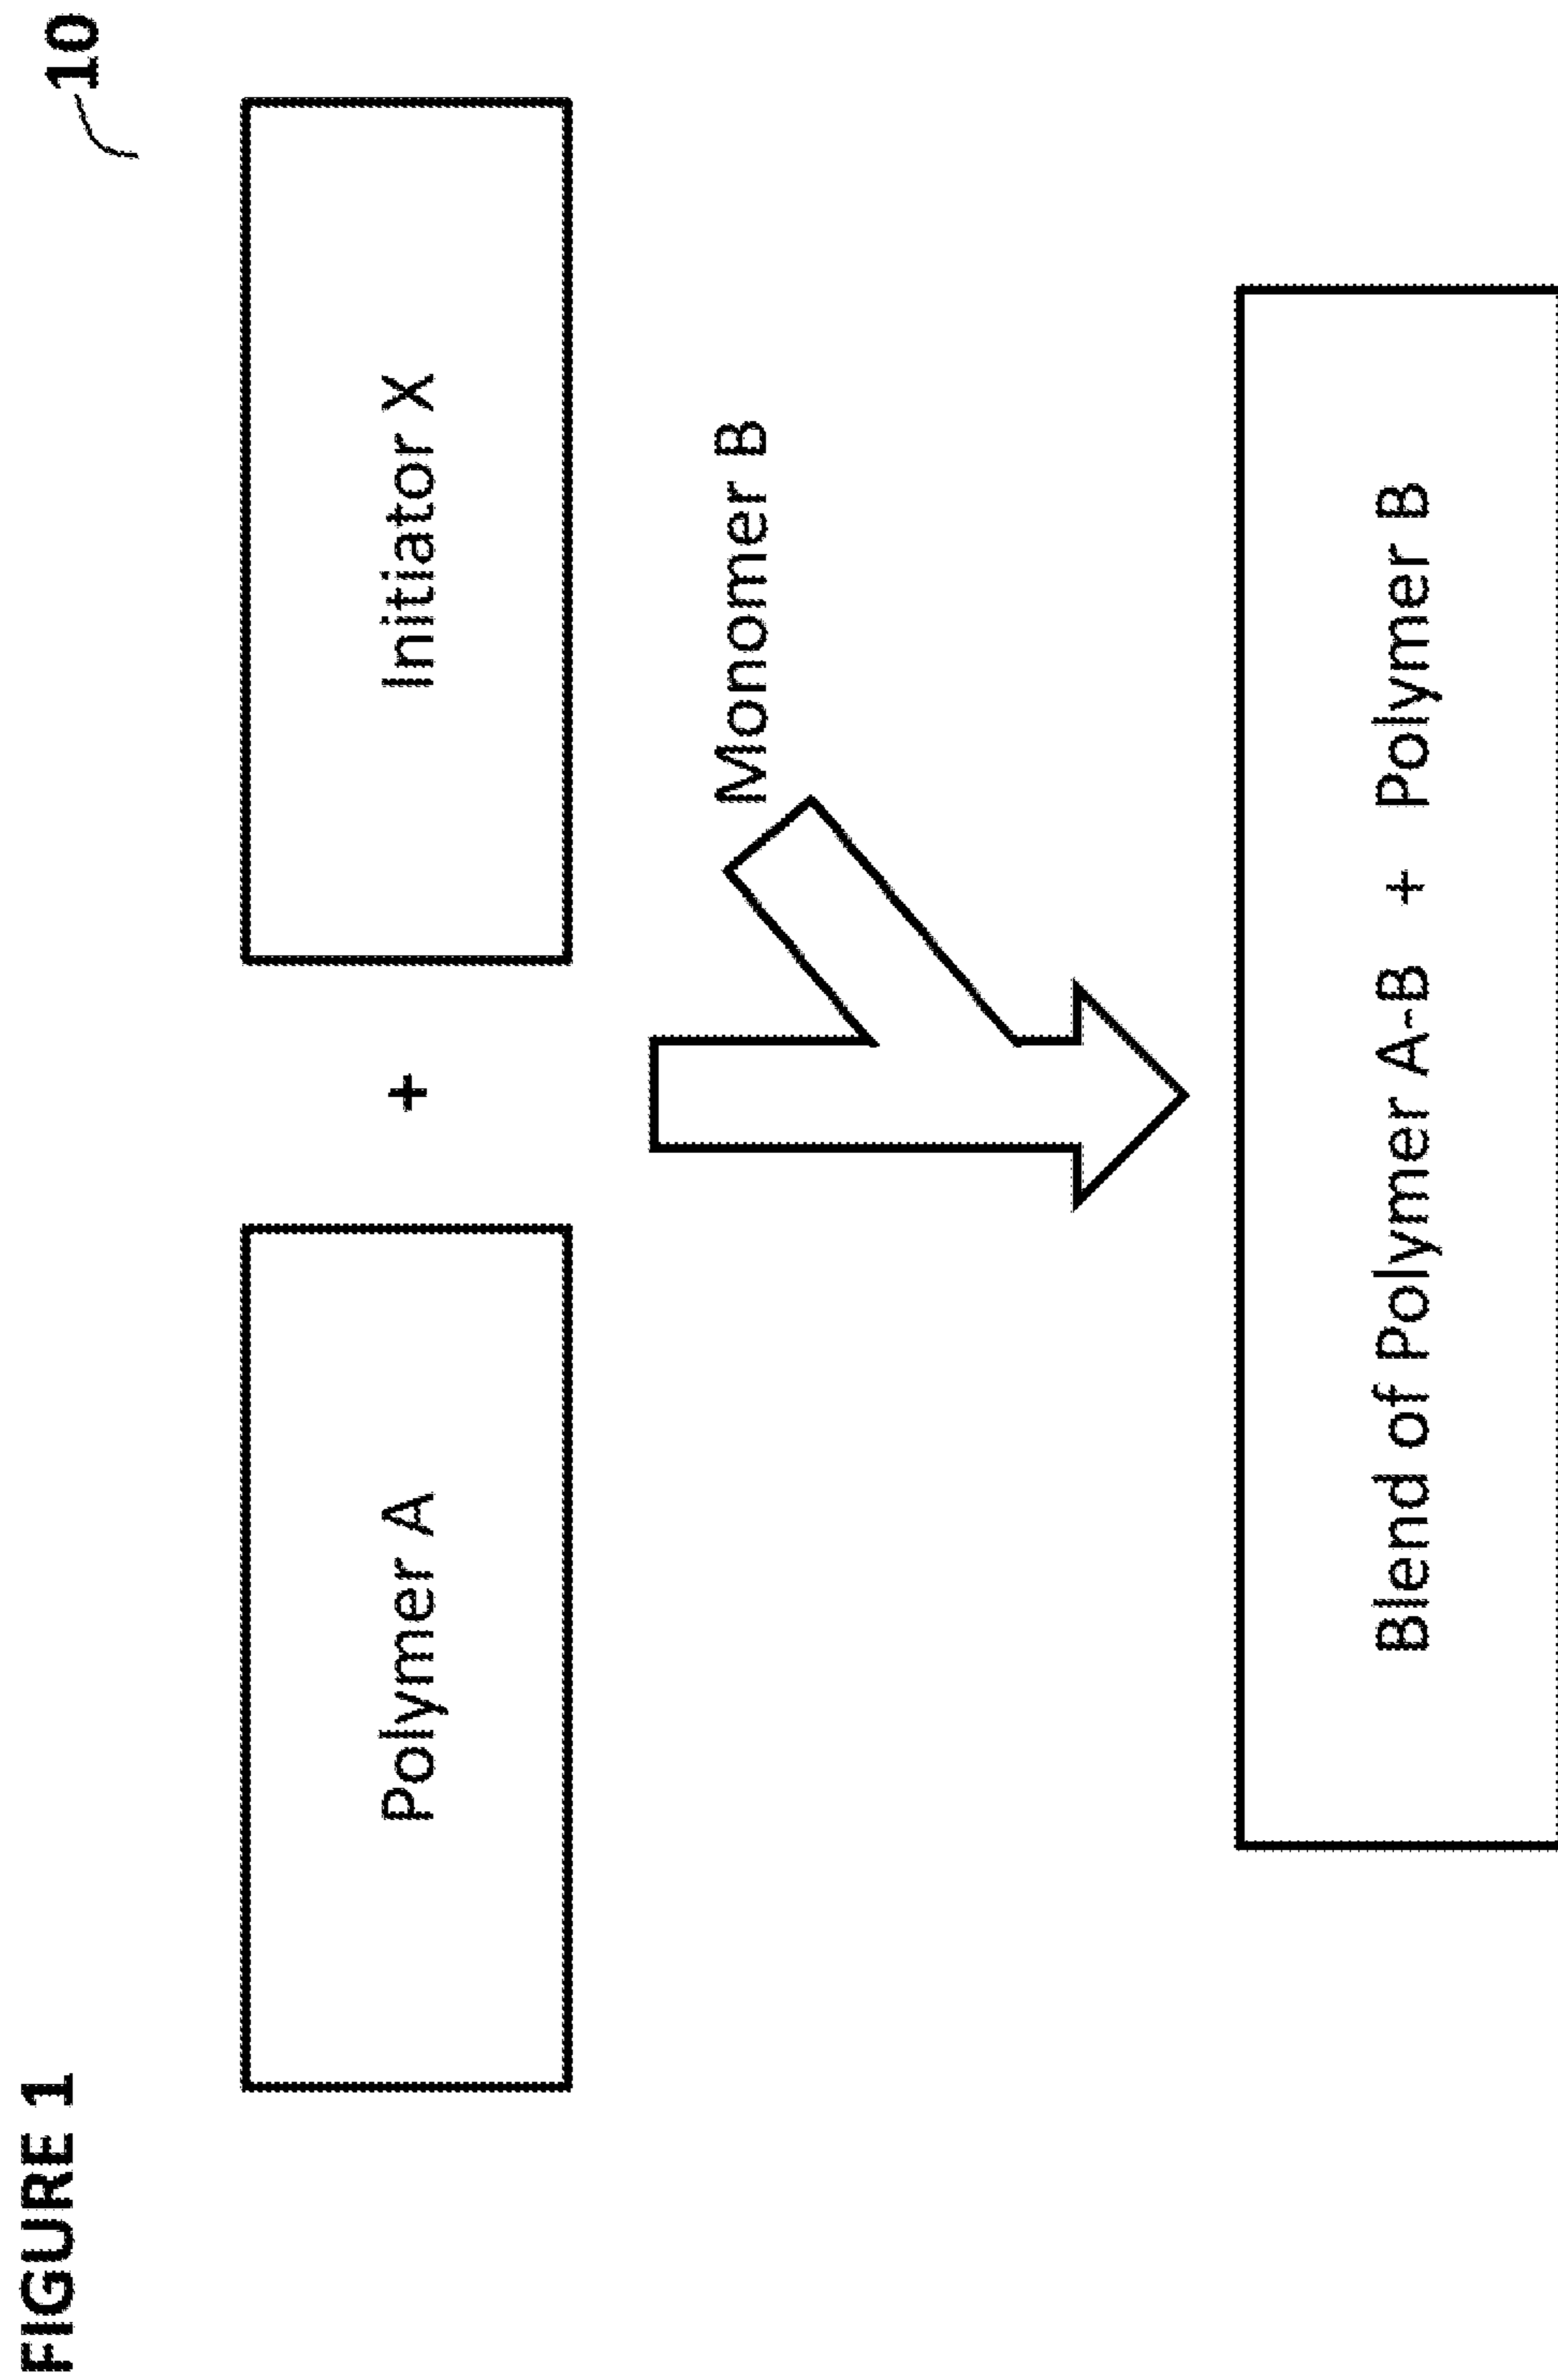 FIGURE 1
10
Polymer A
+
Initiator X
Monomer B
Blend of Polymer A-B + Polymer B